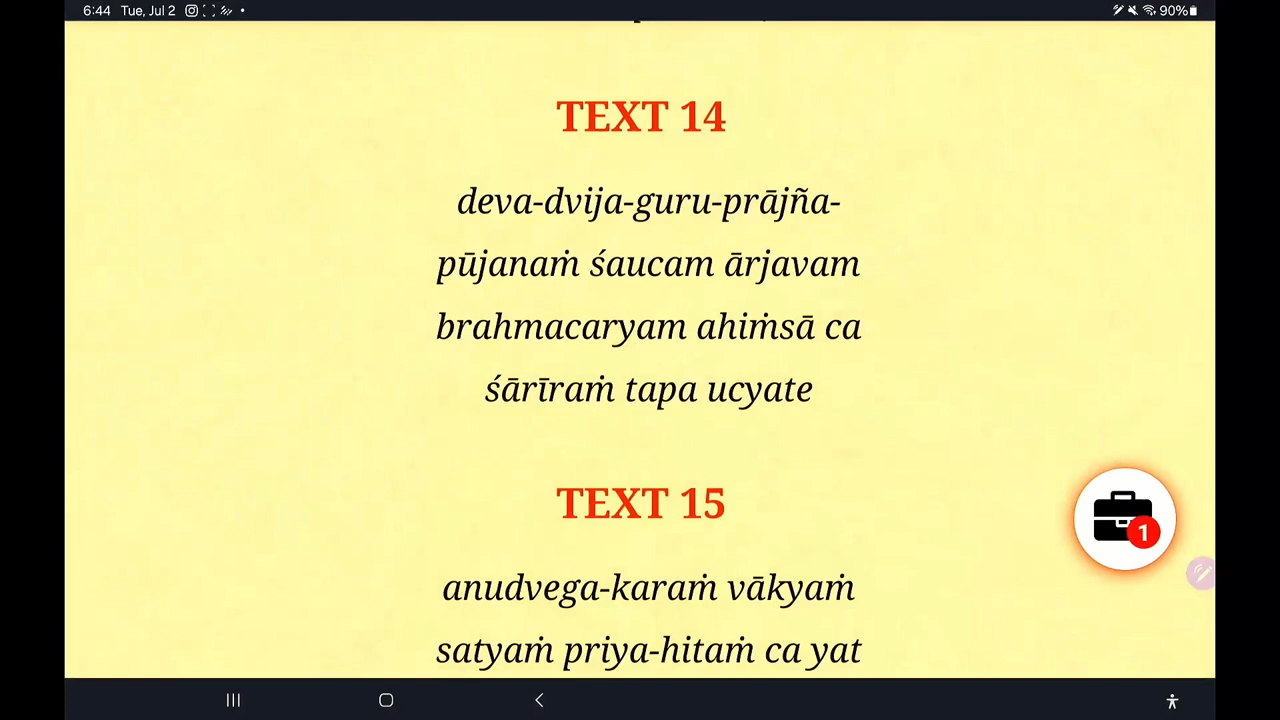 6:44 Tue, Jul 2
90%
TEXT 14
deva-dvija-guru-prājña-
pūjanaṁ śaucam ārjavam
brahmacaryam ahiṁsā ca
śārīraṁ tapa ucyate
TEXT 15
anudvega-karaṁ vākyaṁ
satyaṁ priya-hitaṁ ca yat
1